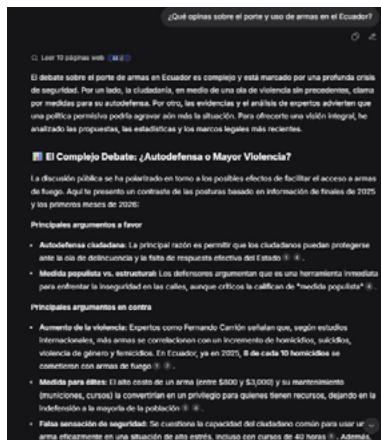 ¿Qué opinas sobre el porte y uso de armas en el Ecuador?
Leer 10 páginas web
El debate sobre el porte de armas en Ecuador es complejo y está marcado por una profunda crisis
de seguridad. Por un lado, la ciudadanía, en medio de una ola de violencia sin precedentes, clama
por medidas para su autodefensa. Por otro, las evidencias y el análisis de expertos advierten que
una política permisiva podría agravar aún más la situación. Para ofrecerte una visión integral, he
analizado las propuestas, las estadísticas y los marcos legales más recientes.
El Complejo Debate: ¿Autodefensa o Mayor Violencia?
La discusión pública se ha polarizado en torno a los posibles efectos de facilitar el acceso a armas
de fuego. Aquí te presento un contraste de las posturas basado en información de finales de 2025
y los primeros meses de 2026:
Principales argumentos a favor
• Autodefensa ciudadana: La principal razón es permitir que los ciudadanos puedan protegerse
ante la ola de delincuencia y la falta de respuesta efectiva del Estado
• Medida populista vs. estructural: Los defensores argumentan que es una herramienta inmediata
para enfrentar la inseguridad en las calles, aunque críticos la califican de "medida populista"
Principales argumentos en contra
• Aumento de la violencia: Expertos como Fernando Carrión señalan que, según estudios
internacionales, más armas se correlacionan con un incremento de homicidios, suicidios,
violencia de género y femicidios. En Ecuador, ya en 2025, 8 de cada 10 homicidios se
cometieron con armas de fuego
• Medida para élites: El alto costo de un arma (entre $800 y $3,000) y su mantenimiento
(municiones, cursos) la convertirían en un privilegio para quienes tienen recursos, dejando en la
indefensión a la mayoría de la población
• Falsa sensación de seguridad: Se cuestiona la capacidad del ciudadano común para usar un
arma eficazmente en una situación de alto estrés, incluso con cursos de 40 horas. Además,